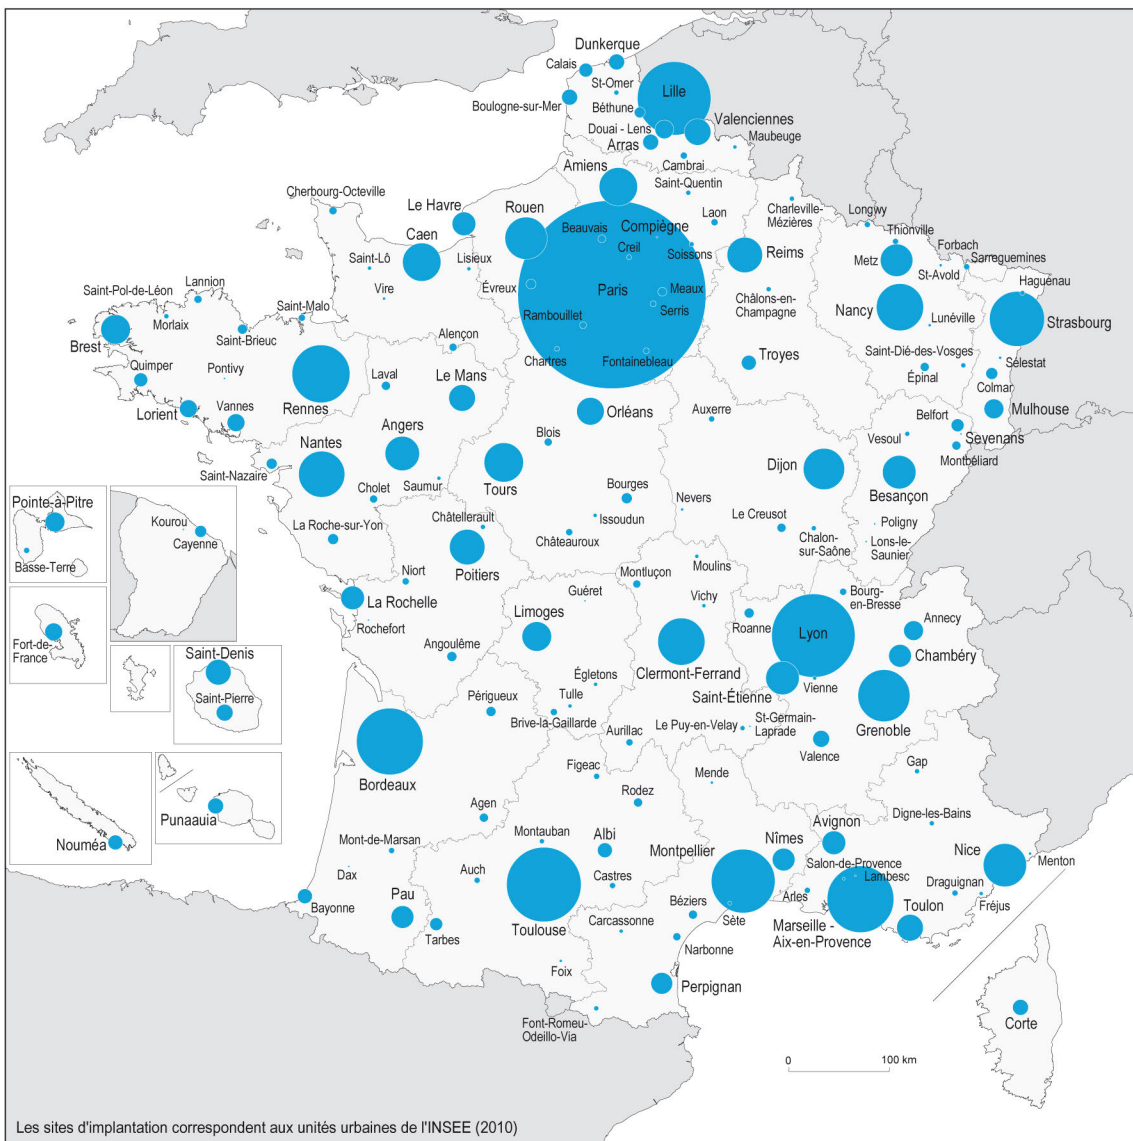 Dunkerque
Calais
St-Omer
Lille
Boulogne-sur-Mer
Béthune
Valenciennes
Douai - Lens
Arras
Maubeuge
Cambrai
Amiens
Saint-Quentin
Cherbourg-Octeville
Le Havre
Rouen
Compiègne
Laon
Charleville-
Mézières
Longwy
Thionville
Beauvais
Creil
Soissons
Caen
Reims
Metz
Forbach
Sarreguemines
St-Avold
Saint-Lô
Lisieux
Haguenau
Évreux
Paris
Meaux
Vire
Châlons-en-
Champagne
Serris
Nancy
Lunéville
Strasbourg
Saint-Pol-de-Léon
Lannion
Saint-Malo
Morlaix
Rambouillet
Brest
Saint-Brieuc
Alençon
Chartres
Fontainebleau
Troyes
Saint-Dié-des-Vosges
Sélestat
Quimper
Pontivy
Laval
Le Mans
Épinal
Colmar
Rennes
Lorient
Vannes
Orléans
Auxerre
Mulhouse
Belfort
Angers
Blois
Vesoul
Sevenans
Nantes
Montbéliard
Saint-
Nazaire
Dijon
Tours
Saumur
Cholet
Besançon
Bourges
Nevers
Pointe-à-Pitre
Kourou
Cayenne
Le Creusot
Poligny
La Roche-sur-Yon
Châtellerault
Issoudun
Châteauroux
Chalon-
sur-Saône
Lons-le-
Saunier
Basse-Terre
Poitiers
Moulins
Niort
Montluçon
Bourg-
en-Bresse
La Rochelle
Guéret
Vichy
Limoges
Roanne
Annecy
Rochefort
Lyon
Fort-de-
France
Angoulême
Chambéry
Saint-Denis
Clermont-Ferrand
Égletons
Saint-Étienne
Vienne
Saint-Pierre
Périgueux
Tulle
Brive-la-Gaillarde
Le Puy-en-Velay
St-Germain-
Laprade
Grenoble
Aurillac
Valence
Bordeaux
Figeac
Mende
Gap
Rodez
Punaauia
Agen
Digne-les-Bains
Avignon
Nouméa
Mont-de-Marsan
Montauban
Albi
Nîmes
Montpellier
Nice
Menton
Salon-de-Provence
Lambesc
Dax
Auch
Castres
Draguignan
Arles
Fréjus
Pau
Bayonne
Béziers
Sète
Toulon
Carcassonne
Toulouse
Marseille -
Aix-en-Provence
Tarbes
Narbonne
Foix
Perpignan
Font-Romeu-
Odeillo-Via
Corte
0
100 km
Les sites d'implantation correspondent aux unités urbaines de l'INSEE (2010)